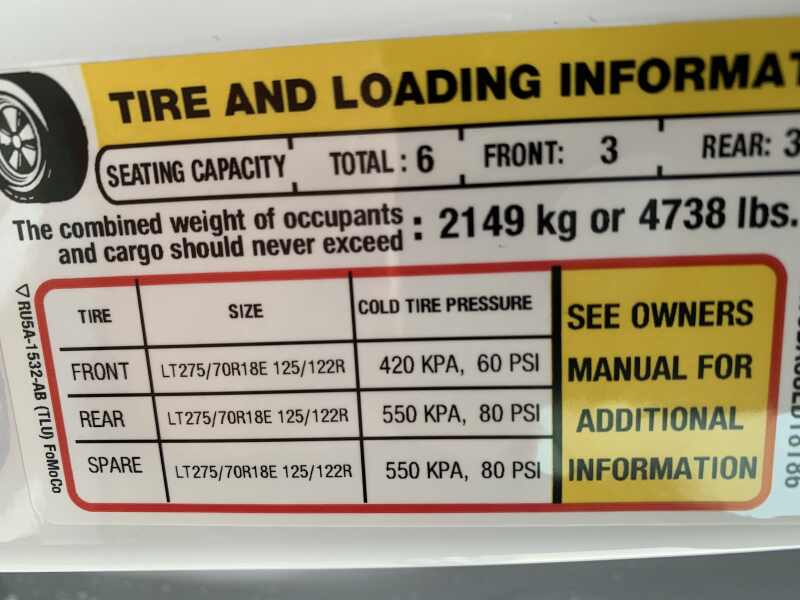 TIRE AND LOADING INFORMAT
SEATING CAPACITY TOTAL : 6 FRONT: 3 REAR: 3
The combined weight of occupants
and cargo should never exceed : 2149 kg or 4738 lbs.
TIRE SIZE COLD TIRE PRESSURE
FRONT LT275/70R18E 125/122R 420 KPA, 60 PSI
REAR LT275/70R18E 125/122R 550 KPA, 80 PSI
SPARE LT275/70R18E 125/122R 550 KPA, 80 PSI
SEE OWNERS
MANUAL FOR
ADDITIONAL
INFORMATION
▽RU5A-1532-AB (TLU) FoMoCo